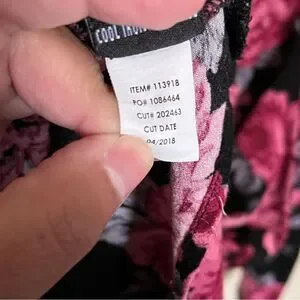 COOL IRON
ITEM# 113918
PO# 1086464
CUT# 202463
CUT DATE
04/2018